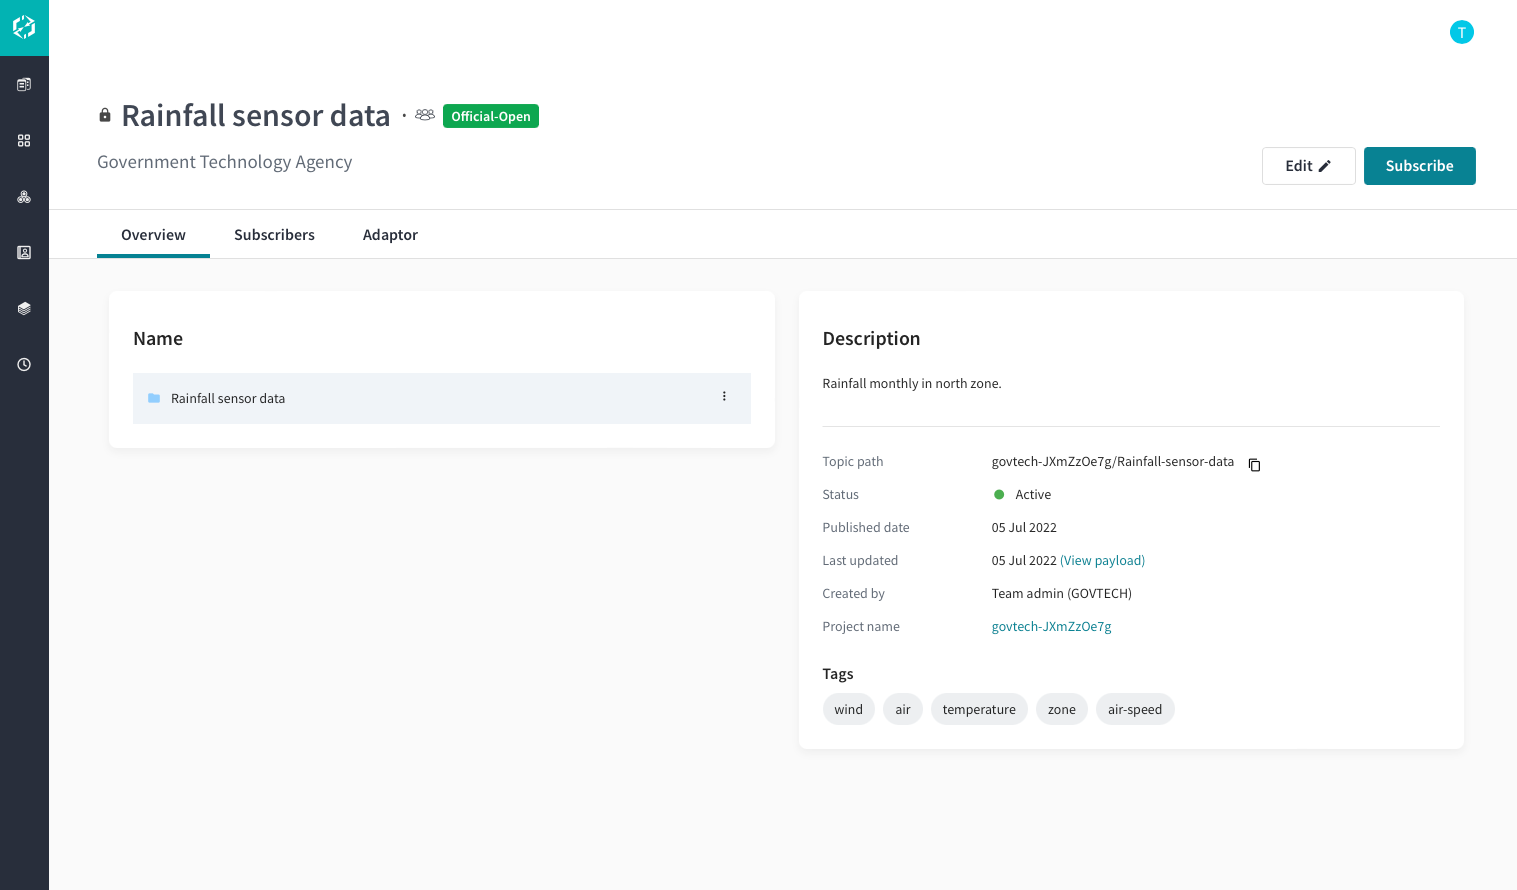 T
Rainfall sensor data · Official-Open
Government Technology Agency
Edit
Subscribe
Overview Subscribers Adaptor
Name
Rainfall sensor data
Description
Rainfall monthly in north zone.
Topic path govtech-JXmZzOe7g/Rainfall-sensor-data
Status Active
Published date 05 Jul 2022
Last updated 05 Jul 2022 (View payload)
Created by Team admin (GOVTECH)
Project name govtech-JXmZzOe7g
Tags
wind air temperature zone air-speed